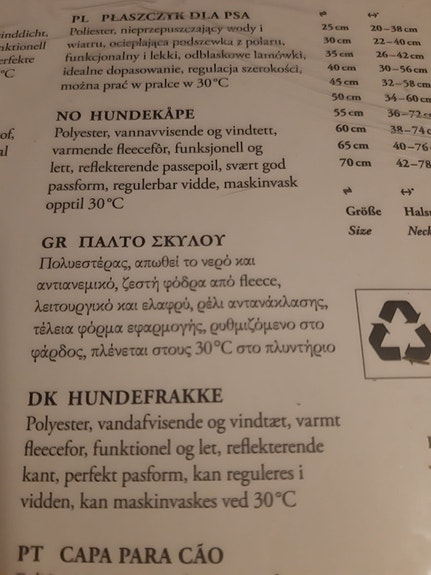 PL PŁASZCZYK DLA PSA
Poliester, nieprzepuszczający wody i
wiatru, ocieplająca podszewka z polaru,
funkcjonalny i lekki, odblaskowe lamówki,
idealne dopasowanie, regulacja szerokości,
można prać w pralce w 30 °C
NO HUNDEKÅPE
Polyester, vannavvisende og vindtett,
varmende fleecefôr, funksjonell og
lett, reflekterende passepoil, svært god
passform, regulerbar vidde, maskinvask
opptil 30 °C
GR ΠΑΛΤΟ ΣΚΥΛΟΥ
Πολυεστέρας, απωθεί το νερό και
αντιανεμικό, ζεστή φόδρα από fleece,
λειτουργικό και ελαφρύ, ρέλι αντανάκλασης,
τέλεια φόρμα εφαρμογής, ρυθμιζόμενο στο
φάρδος, πλένεται στους 30 °C στο πλυντήριο
DK HUNDEFRAKKE
Polyester, vandafvisende og vindtæt, varmt
fleecefor, funktionel og let, reflekterende
kant, perfekt pasform, kan reguleres i
vidden, kan maskinvaskes ved 30 °C
PT CAPA PARA CÃO
25 cm 20–38 cm
30 cm 22–40 cm
35 cm 26–42 cm
40 cm 30–56 cm
45 cm 32–58 cm
50 cm 34–60 cm
55 cm 36–72 cm
60 cm 38–74 c
65 cm 40–76
70 cm 42–78
Größe Hals
Size Neck